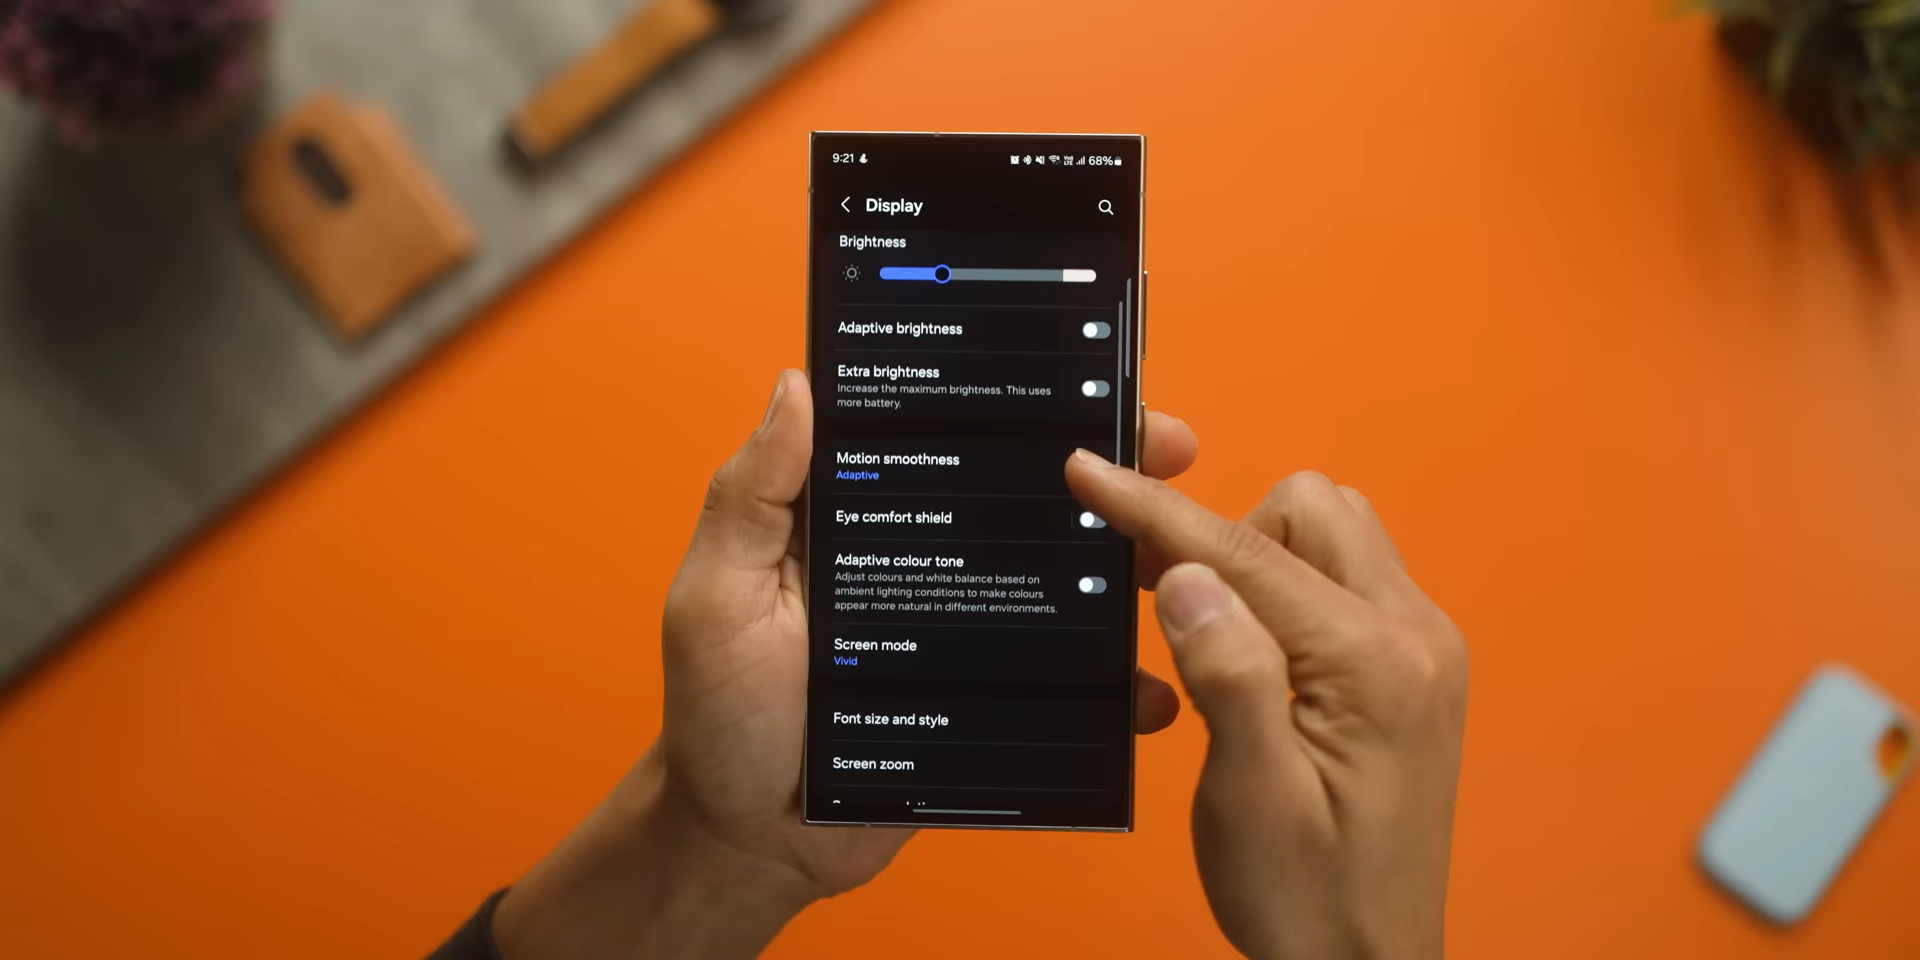 9:21
68%
Display
Brightness
Adaptive brightness
Extra brightness
Increase the maximum brightness. This uses
more battery.
Motion smoothness
Adaptive
Eye comfort shield
Adaptive colour tone
Adjust colours and white balance based on
ambient lighting conditions to make colours
appear more natural in different environments.
Screen mode
Vivid
Font size and style
Screen zoom